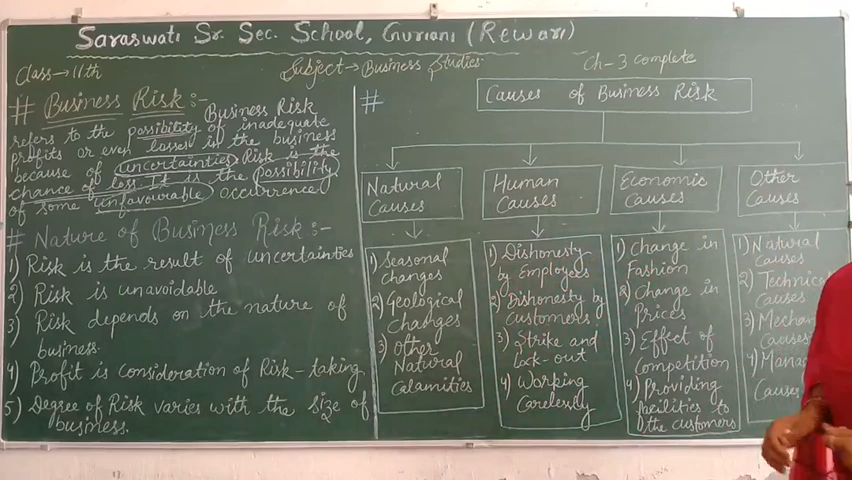 Saraswati Sr. Sec. School, Guriani (Rewari)
Class → 11th
Subject → Business Studies
Ch-3 complete
# Business Risk :-
Business Risk
refers to the possibility of inadequate
profits or even losses in the business
because of uncertainties Risk is the
chance of loss. It is the possibility
of some unfavourable occurrence
# Nature of Business Risk :-
1) Risk is the result of uncertainties
2) Risk is unavoidable
3) Risk depends on the nature of
business.
4) Profit is consideration of Risk-taking
5) Degree of Risk varies with the size of
business.
#
Causes of Business Risk
Natural
Causes
1) Seasonal
changes
2) Geological
Changes
3) Other
Natural
Calamities
Human
Causes
1) Dishonesty
by Employees
2) Dishonesty by
Customers
3) Strike and
lock-out
4) Working
Carelessly
Economic
Causes
1) Change in
Fashion
2) Change in
Prices
3) Effect of
Competition
4) Providing
facilities to
the customers
Other
Causes
1) Natural
causes
2) Technical
Causes
3) Mechan
Causes
4) Manag
Causes